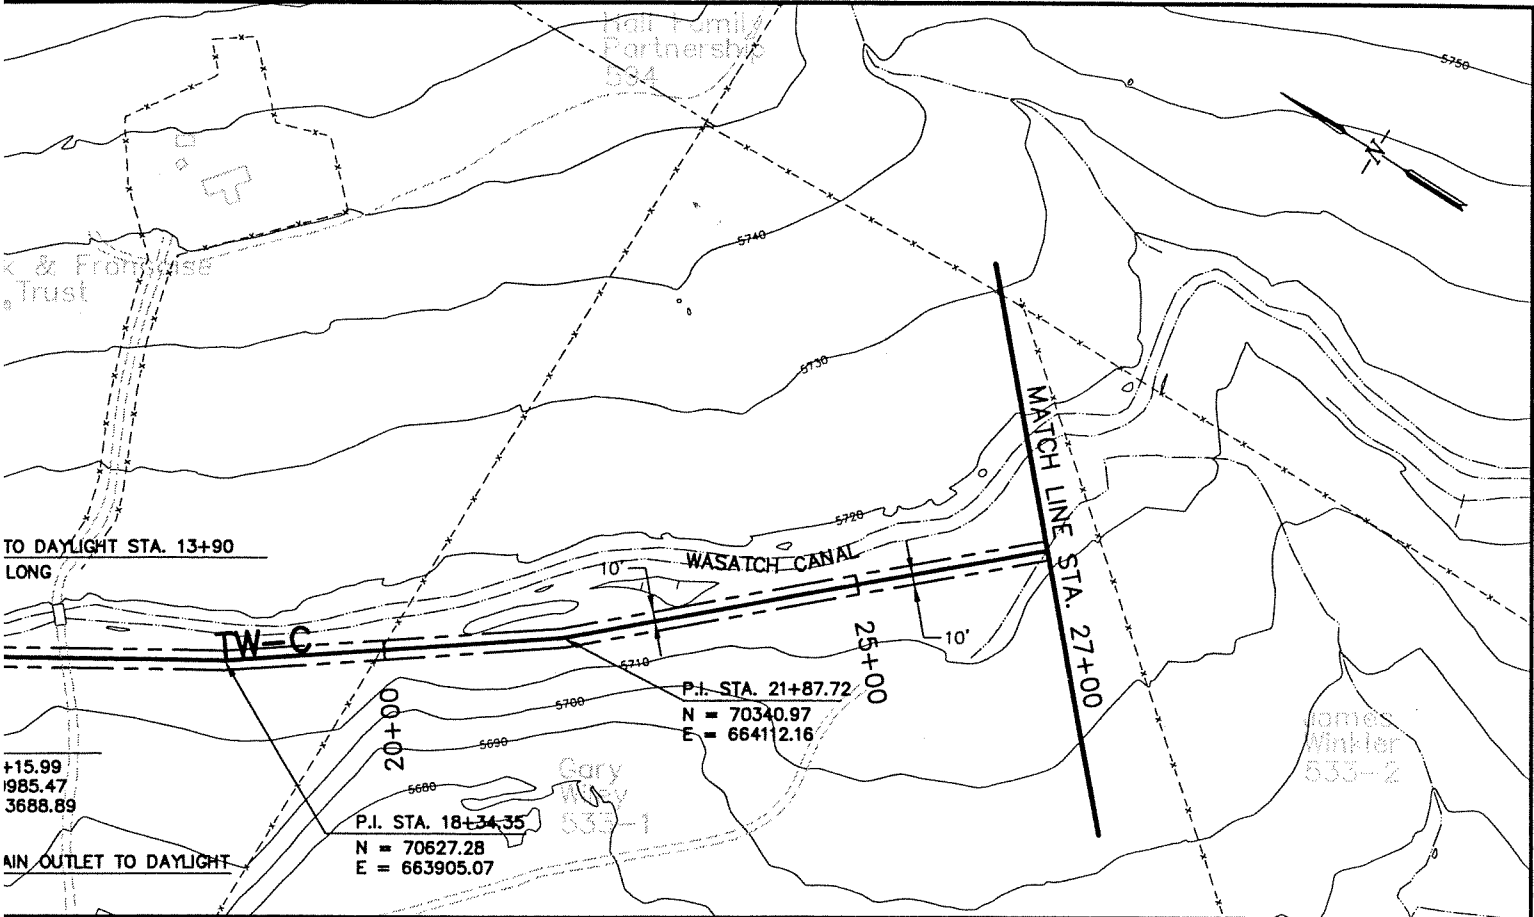 Hall Family
Partnership
594
5750
-N-
5740
k & Francoise
Trust
5730
MATCH LINE STA. 27+00
5720
TO DAYLIGHT STA. 13+90
LONG
10'
WASATCH CANAL
TW-C
10'
25+00
5710
P.I. STA. 21+87.72
N = 70340.97
E = 664112.16
5700
20+00
5690
James
Winkler
533-2
+15.99
9985.47
3688.89
5680
Gary
533-1
P.I. STA. 18+34.35
N = 70627.28
E = 663905.07
AIN OUTLET TO DAYLIGHT